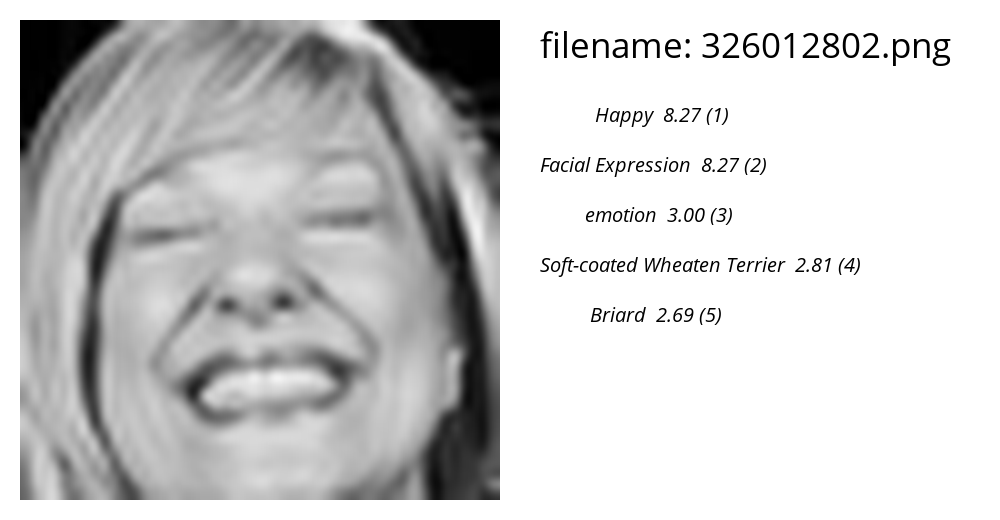 filename: 326012802.png
Happy 8.27 (1)
Facial Expression 8.27 (2)
emotion 3.00 (3)
Soft-coated Wheaten Terrier 2.81 (4)
Briard 2.69 (5)